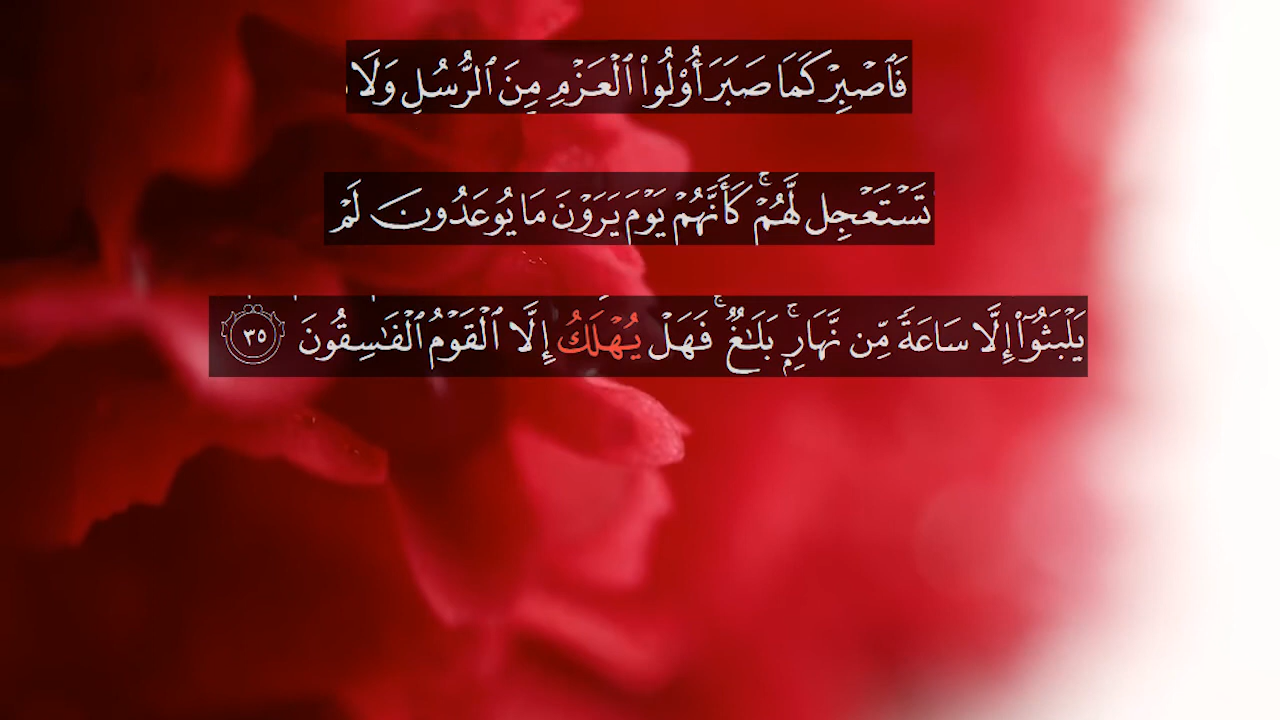 فَٱصۡبِرۡ كَمَا صَبَرَ أُوْلُواْ ٱلۡعَزۡمِ مِنَ ٱلرُّسُلِ وَلَا
تَسۡتَعۡجِل لَّهُمۡۚ كَأَنَّهُمۡ يَوۡمَ يَرَوۡنَ مَا يُوعَدُونَ لَمۡ
يَلۡبَثُوٓاْ إِلَّا سَاعَةٗ مِّن نَّهَارِۭۚ بَلَٰغٞۚ فَهَلۡ يُهۡلَكُ إِلَّا ٱلۡقَوۡمُ ٱلۡفَٰسِقُونَ ٣٥